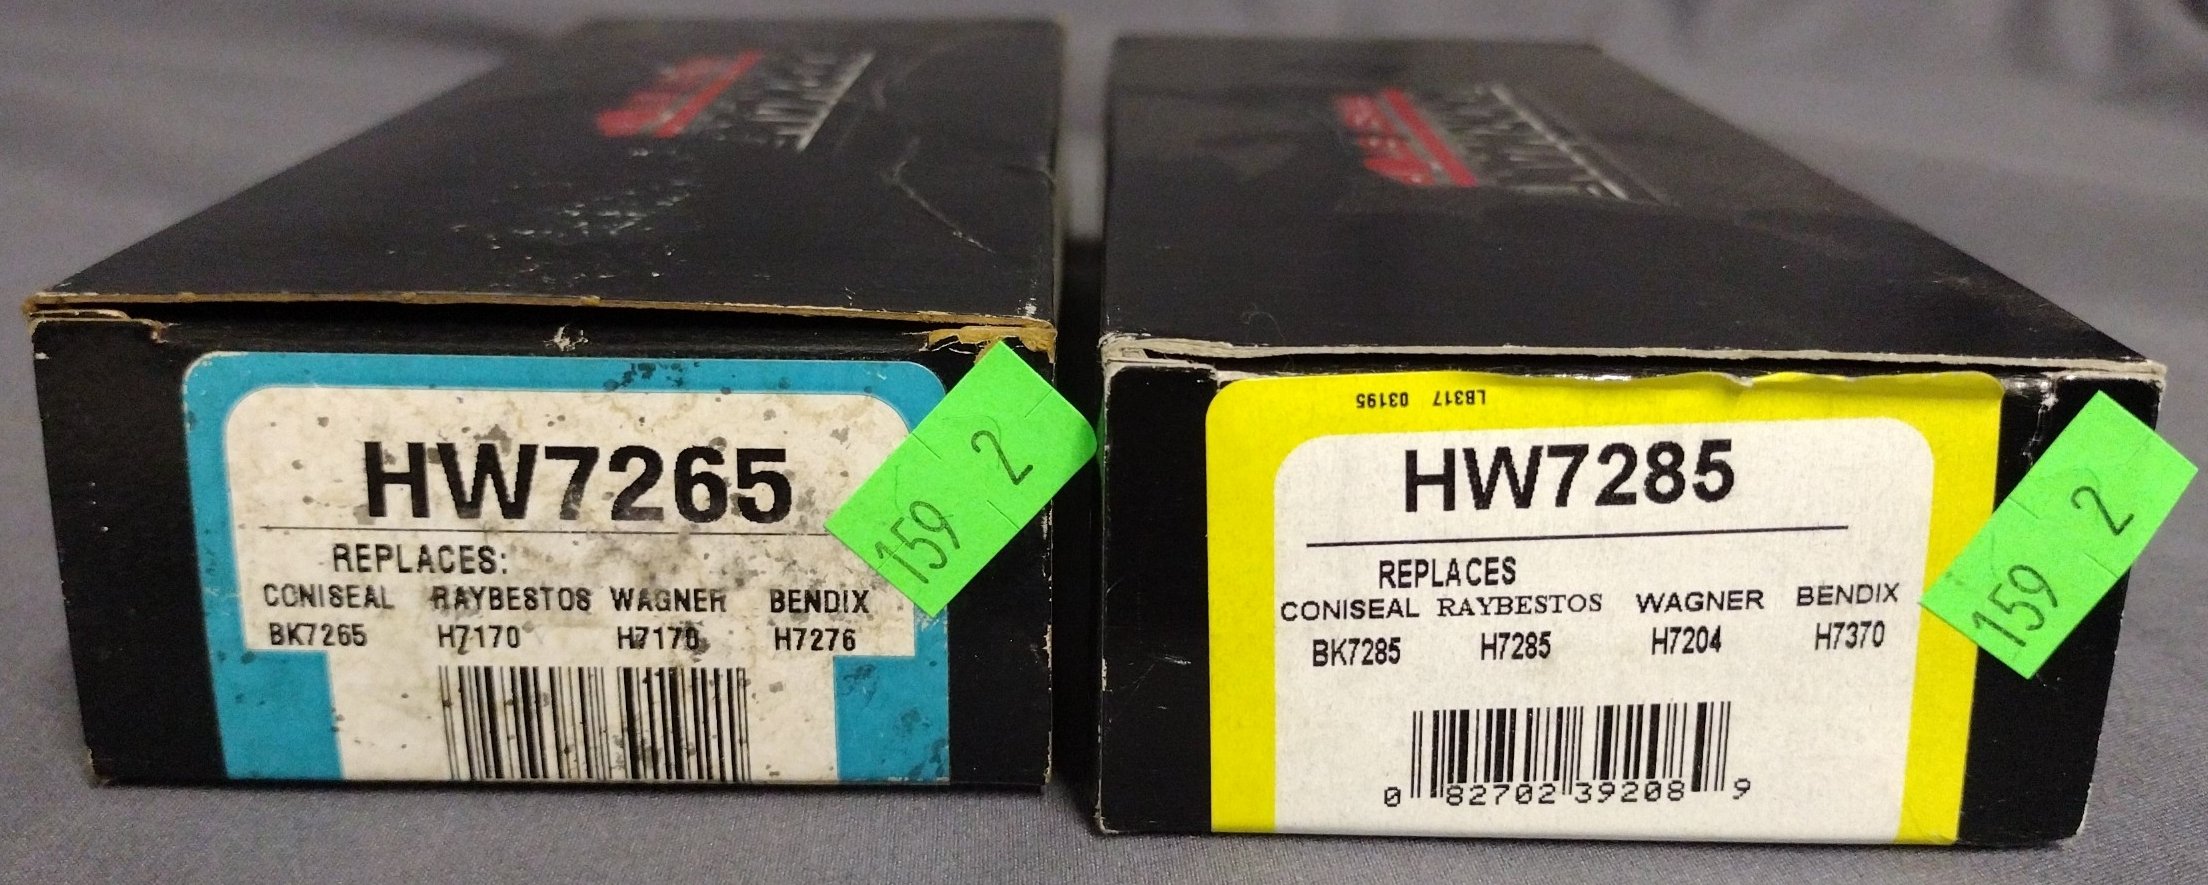 HW7265
REPLACES:
CONISEAL RAYBESTOS WAGNER BENDIX
BK7265 H7170 H7170 H7276
159 2
LB317 03195
HW7285
REPLACES
CONISEAL RAYBESTOS WAGNER BENDIX
BK7285 H7285 H7204 H7370
0 82702 39208 9
159 2